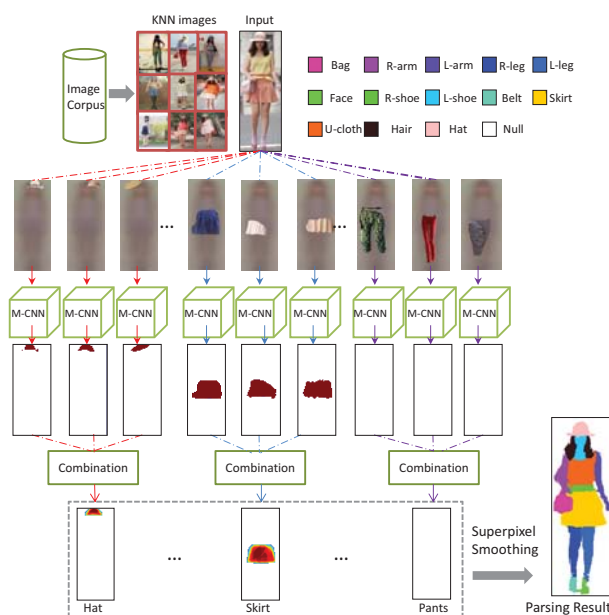 KNN images Input
Image
Corpus
Bag R-arm L-arm R-leg L-leg
Face R-shoe L-shoe Belt Skirt
U-cloth Hair Hat Null
... ...
M-CNN M-CNN M-CNN M-CNN M-CNN M-CNN M-CNN M-CNN M-CNN
Combination Combination Combination
Superpixel
Smoothing
... ...
Hat Skirt Pants Parsing Result